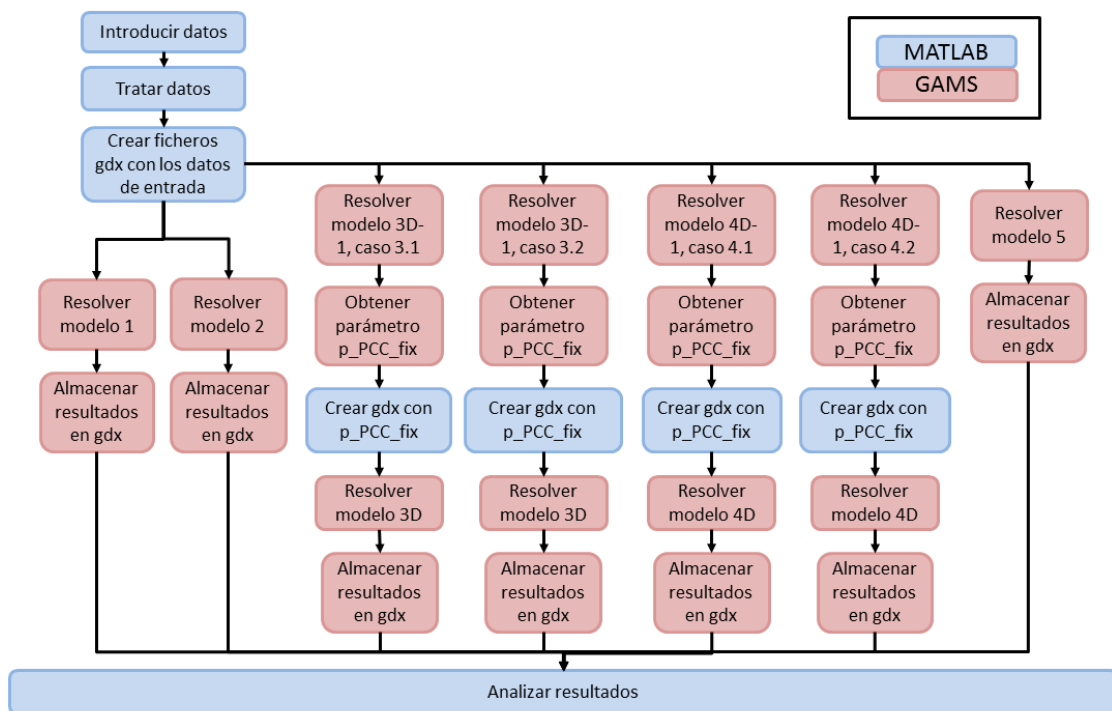 Introducir datos
Tratar datos
Crear ficheros
gdx con los datos
de entrada
MATLAB
GAMS
Resolver
modelo 1
Almacenar
resultados
en gdx
Resolver
modelo 2
Almacenar
resultados
en gdx
Resolver
modelo 3D-
1, caso 3.1
Obtener
parámetro
p_PCC_fix
Crear gdx con
p_PCC_fix
Resolver
modelo 3D
Almacenar
resultados
en gdx
Resolver
modelo 3D-
1, caso 3.2
Obtener
parámetro
p_PCC_fix
Crear gdx con
p_PCC_fix
Resolver
modelo 3D
Almacenar
resultados
en gdx
Resolver
modelo 4D-
1, caso 4.1
Obtener
parámetro
p_PCC_fix
Crear gdx con
p_PCC_fix
Resolver
modelo 4D
Almacenar
resultados
en gdx
Resolver
modelo 4D-
1, caso 4.2
Obtener
parámetro
p_PCC_fix
Crear gdx con
p_PCC_fix
Resolver
modelo 4D
Almacenar
resultados
en gdx
Resolver
modelo 5
Almacenar
resultados
en gdx
Analizar resultados